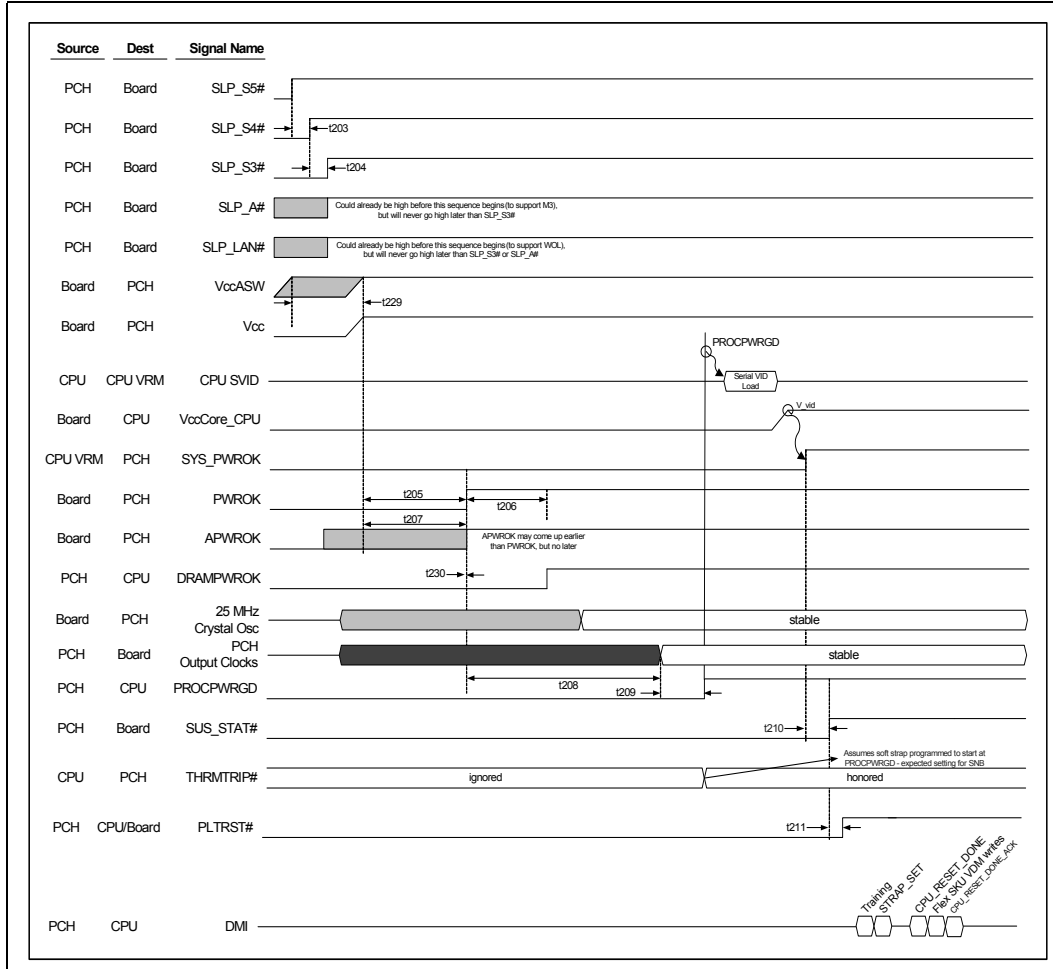 Source Dest Signal Name
PCH Board SLP_S5#
PCH Board SLP_S4# t203
PCH Board SLP_S3# t204
PCH Board SLP_A# Could already be high before this sequence begins (to support M3),
but will never go high later than SLP_S3#
PCH Board SLP_LAN# Could already be high before this sequence begins (to support WOL),
but will never go high later than SLP_S3# or SLP_A#
Board PCH VccASW
t229
Board PCH Vcc
PROCPWRGD
CPU CPU VRM CPU SVID Serial VID
Load
V_vid
Board CPU VccCore_CPU
CPU VRM PCH SYS_PWROK
Board PCH PWROK t205 t206
t207
Board PCH APWROK APWROK may come up earlier
than PWROK, but no later
PCH CPU DRAMPWROK t230
Board PCH 25 MHz
Crystal Osc stable
PCH Board PCH
Output Clocks stable
PCH CPU PROCPWRGD t208 t209
PCH Board SUS_STAT# t210
Assumes soft strap programmed to start at
PROCPWRGD - expected setting for SNB
CPU PCH THRMTRIP# ignored honored
PCH CPU/Board PLTRST# t211
Training
STRAP_SET
CPU_RESET_DONE
Flex SKU VDM writes
CPU_RESET_DONE_ACK
PCH CPU DMI